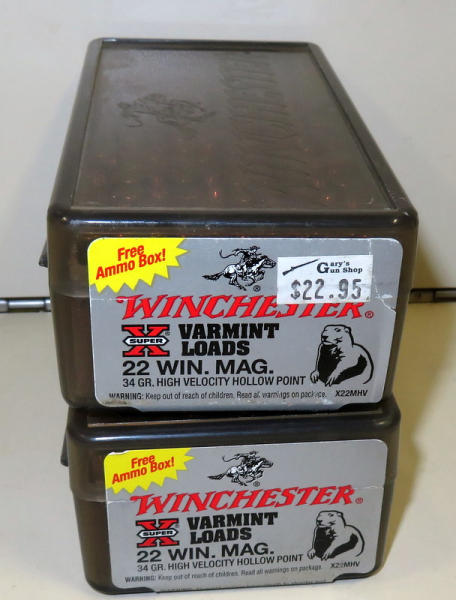 WINCHESTER
Free
Ammo Box!
Gary's
Gun Shop
$22.95
WINCHESTER®
X SUPER ®
VARMINT
LOADS
22 WIN. MAG.
34 GR. HIGH VELOCITY HOLLOW POINT
WARNING: Keep out of reach of children. Read all warnings on package. X22MHV
Free
Ammo Box!
WINCHESTER®
X SUPER ®
VARMINT
LOADS
22 WIN. MAG.
34 GR. HIGH VELOCITY HOLLOW POINT
WARNING: Keep out of reach of children. Read all warnings on package. X22MHV